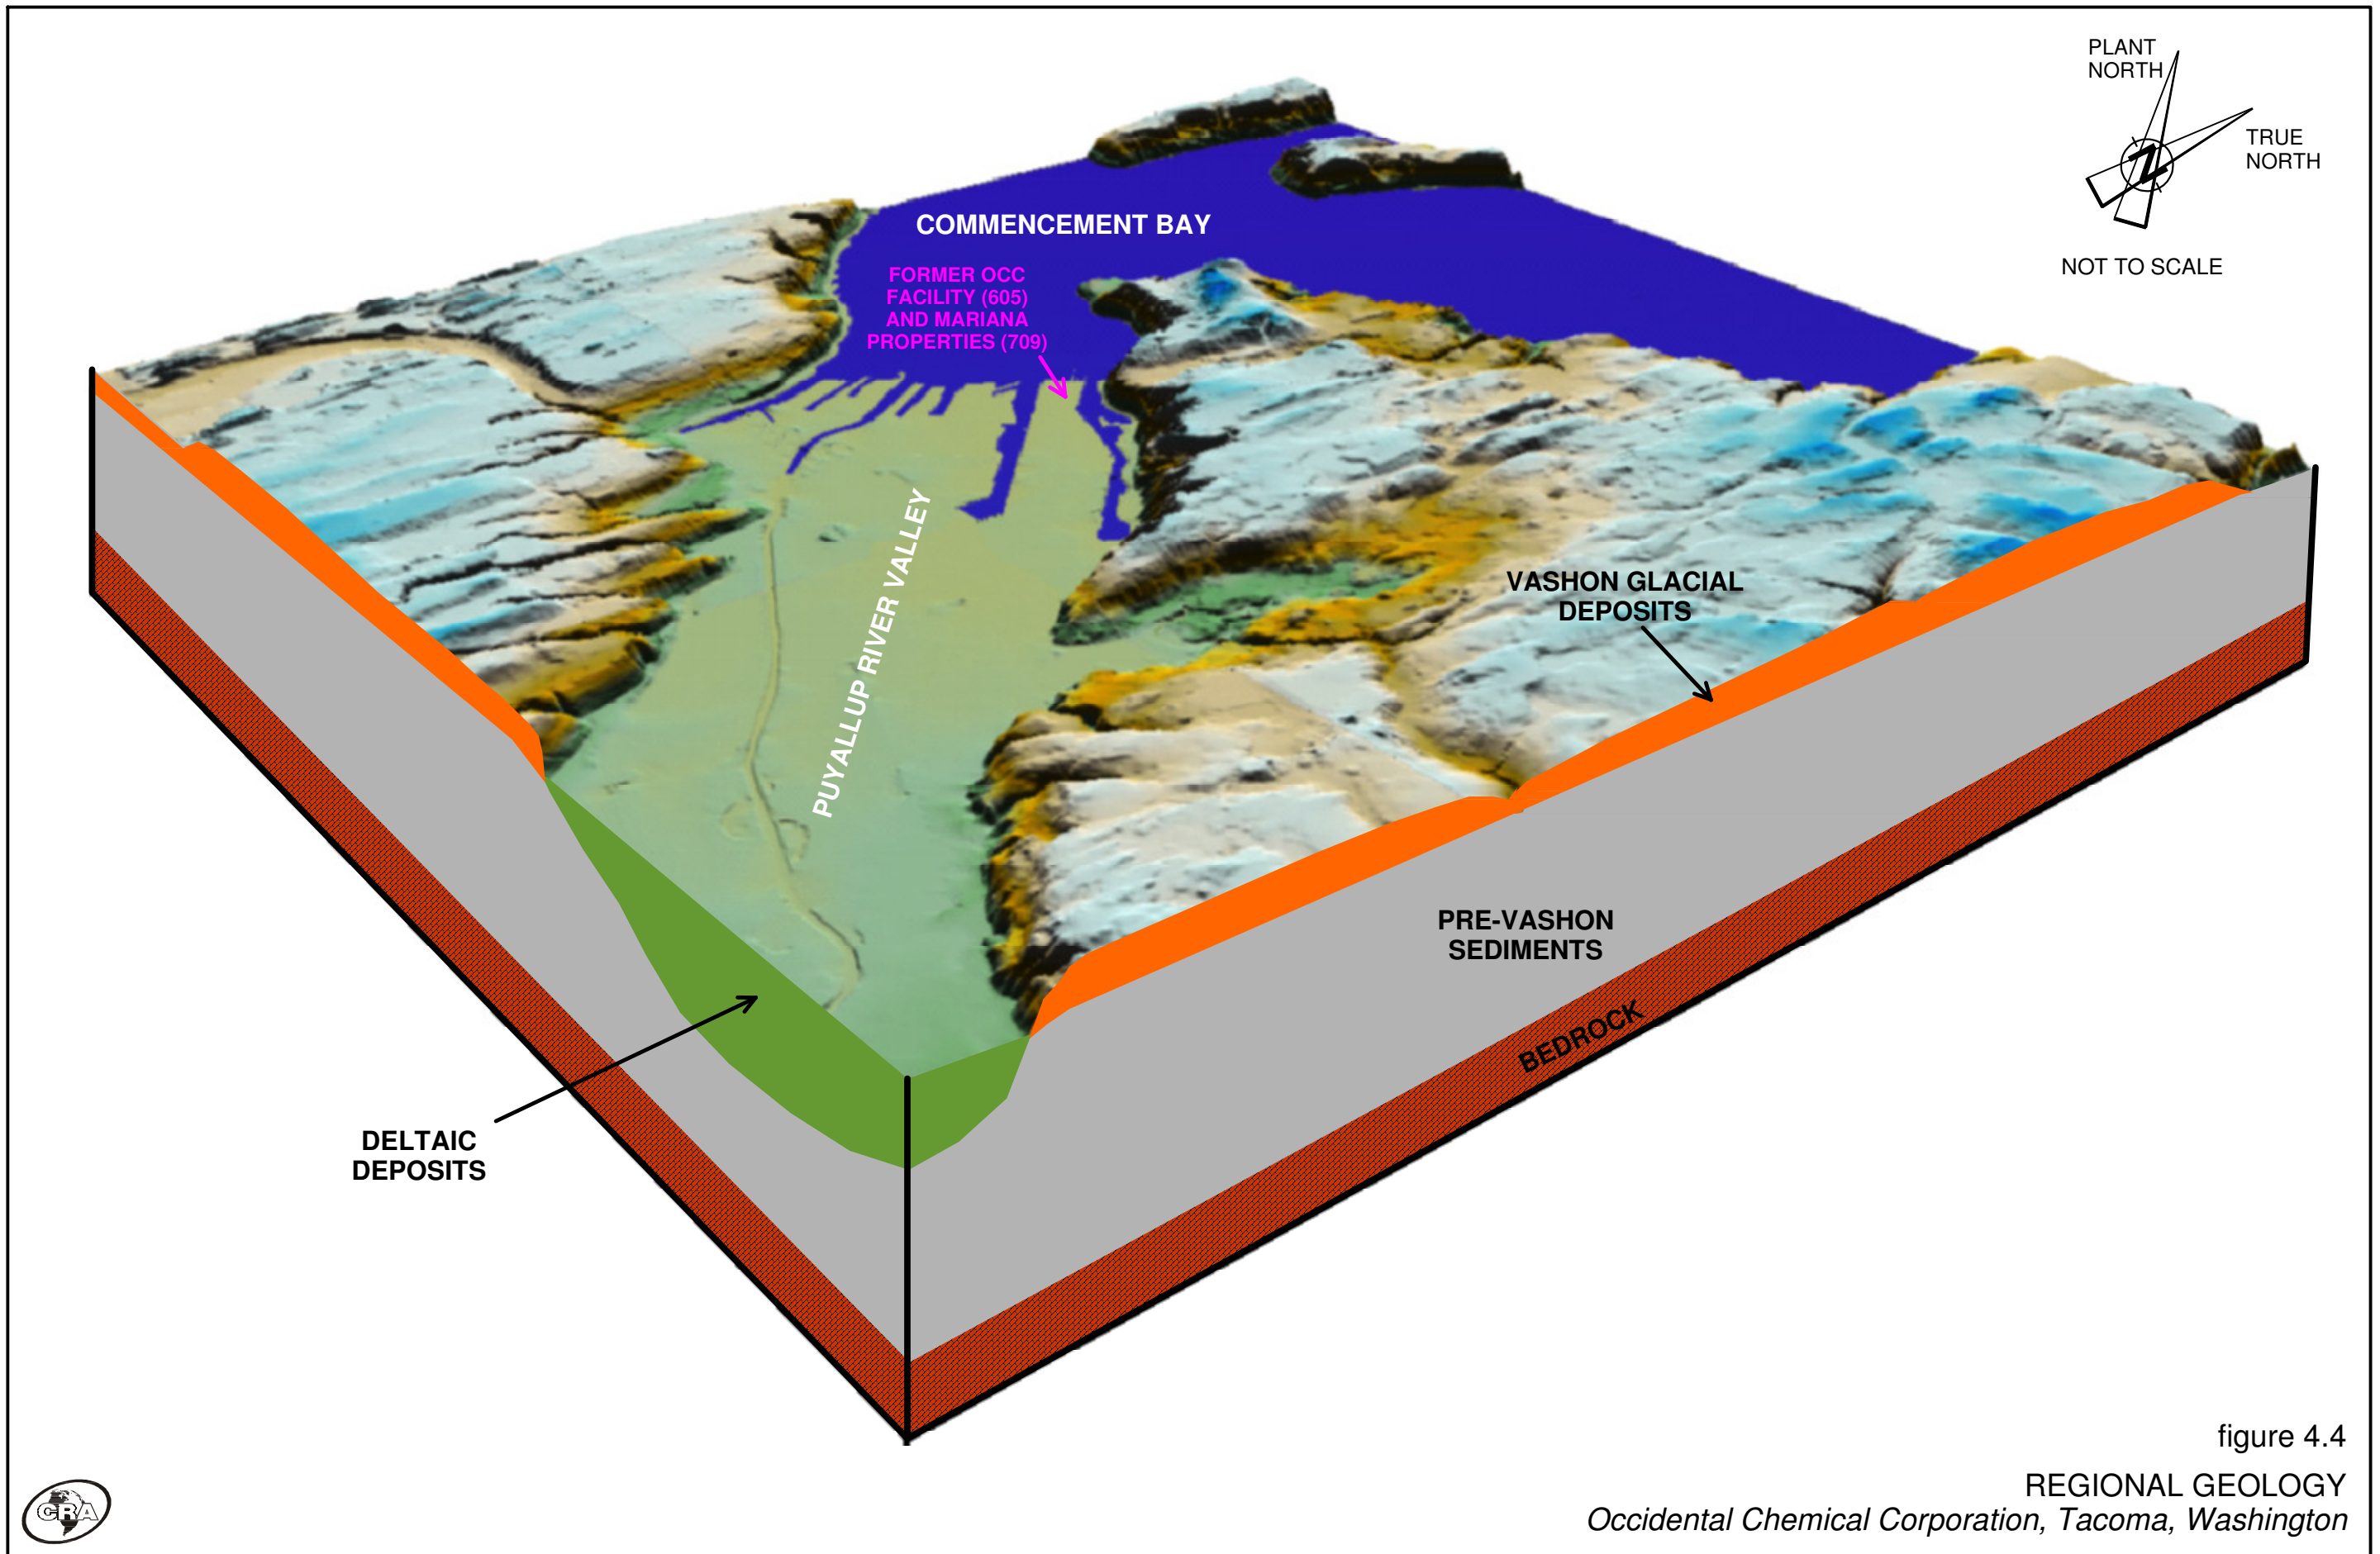 PLANT
NORTH
TRUE
NORTH
N
NOT TO SCALE
COMMENCEMENT BAY
FORMER OCC
FACILITY (605)
AND MARIANA
PROPERTIES (709)
PUYALLUP RIVER VALLEY
VASHON GLACIAL
DEPOSITS
PRE-VASHON
SEDIMENTS
BEDROCK
DELTAIC
DEPOSITS
figure 4.4
REGIONAL GEOLOGY
Occidental Chemical Corporation, Tacoma, Washington
CRA